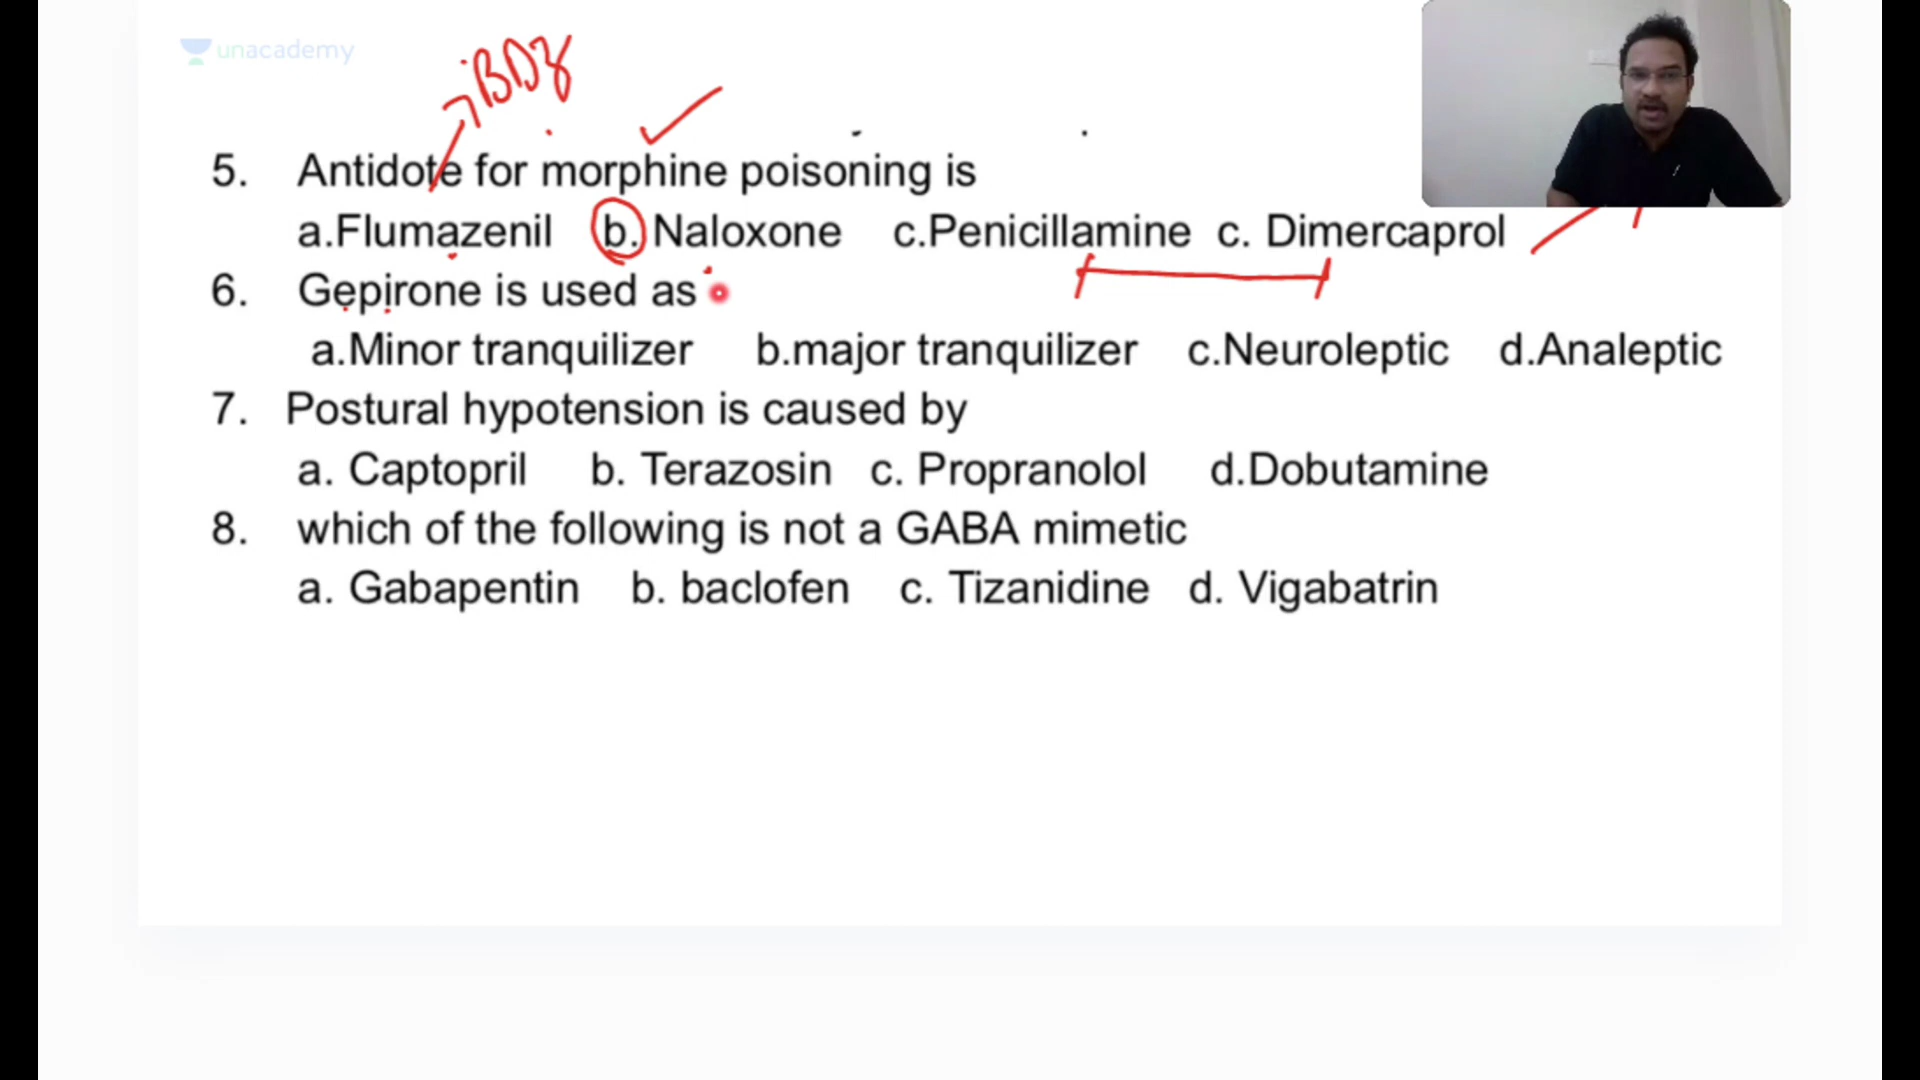 unacademy
BDZ
5. Antidote for morphine poisoning is
a.Flumazenil b. Naloxone c.Penicillamine c. Dimercaprol
6. Gepirone is used as
a.Minor tranquilizer b.major tranquilizer c.Neuroleptic d.Analeptic
7. Postural hypotension is caused by
a. Captopril b. Terazosin c. Propranolol d.Dobutamine
8. which of the following is not a GABA mimetic
a. Gabapentin b. baclofen c. Tizanidine d. Vigabatrin